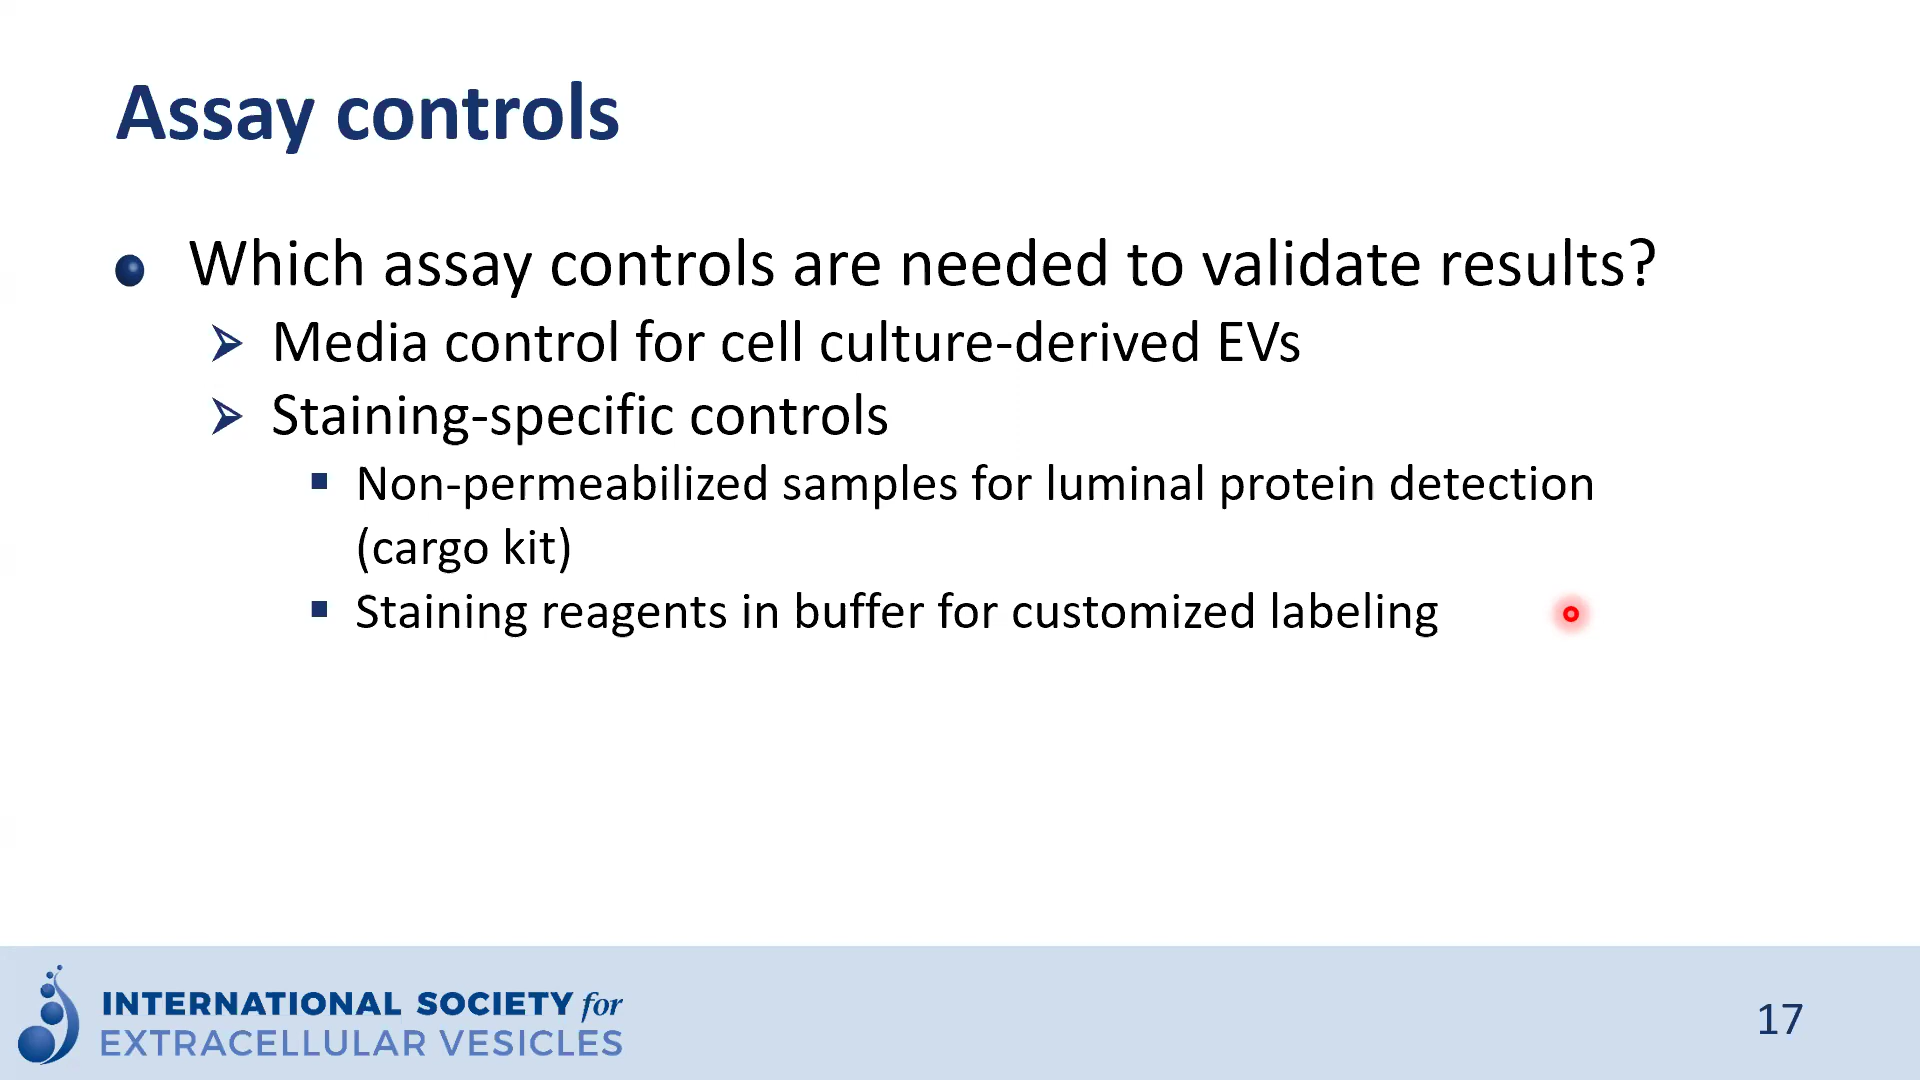 Assay controls
Which assay controls are needed to validate results?
Media control for cell culture-derived EVs
Staining-specific controls
Non-permeabilized samples for luminal protein detection
(cargo kit)
Staining reagents in buffer for customized labeling
INTERNATIONAL SOCIETY for
EXTRACELLULAR VESICLES
17